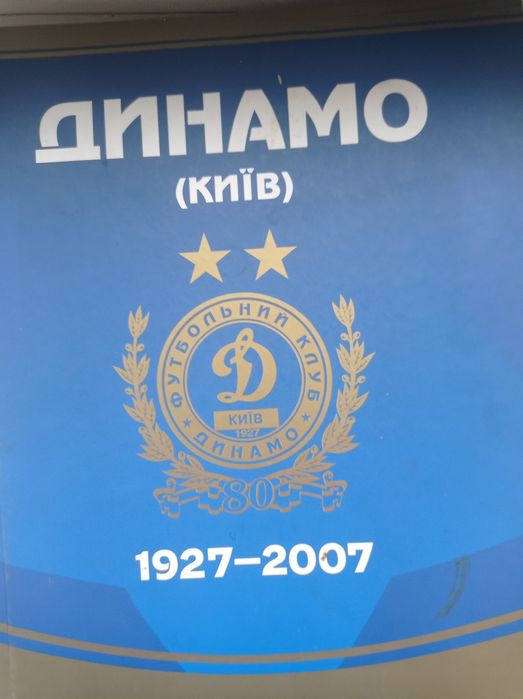 ДИНАМО
(КИЇВ)
ФУТБОЛЬНИЙ КЛУБ
Д
КИЇВ
1927
ДИНАМО
80
1927–2007